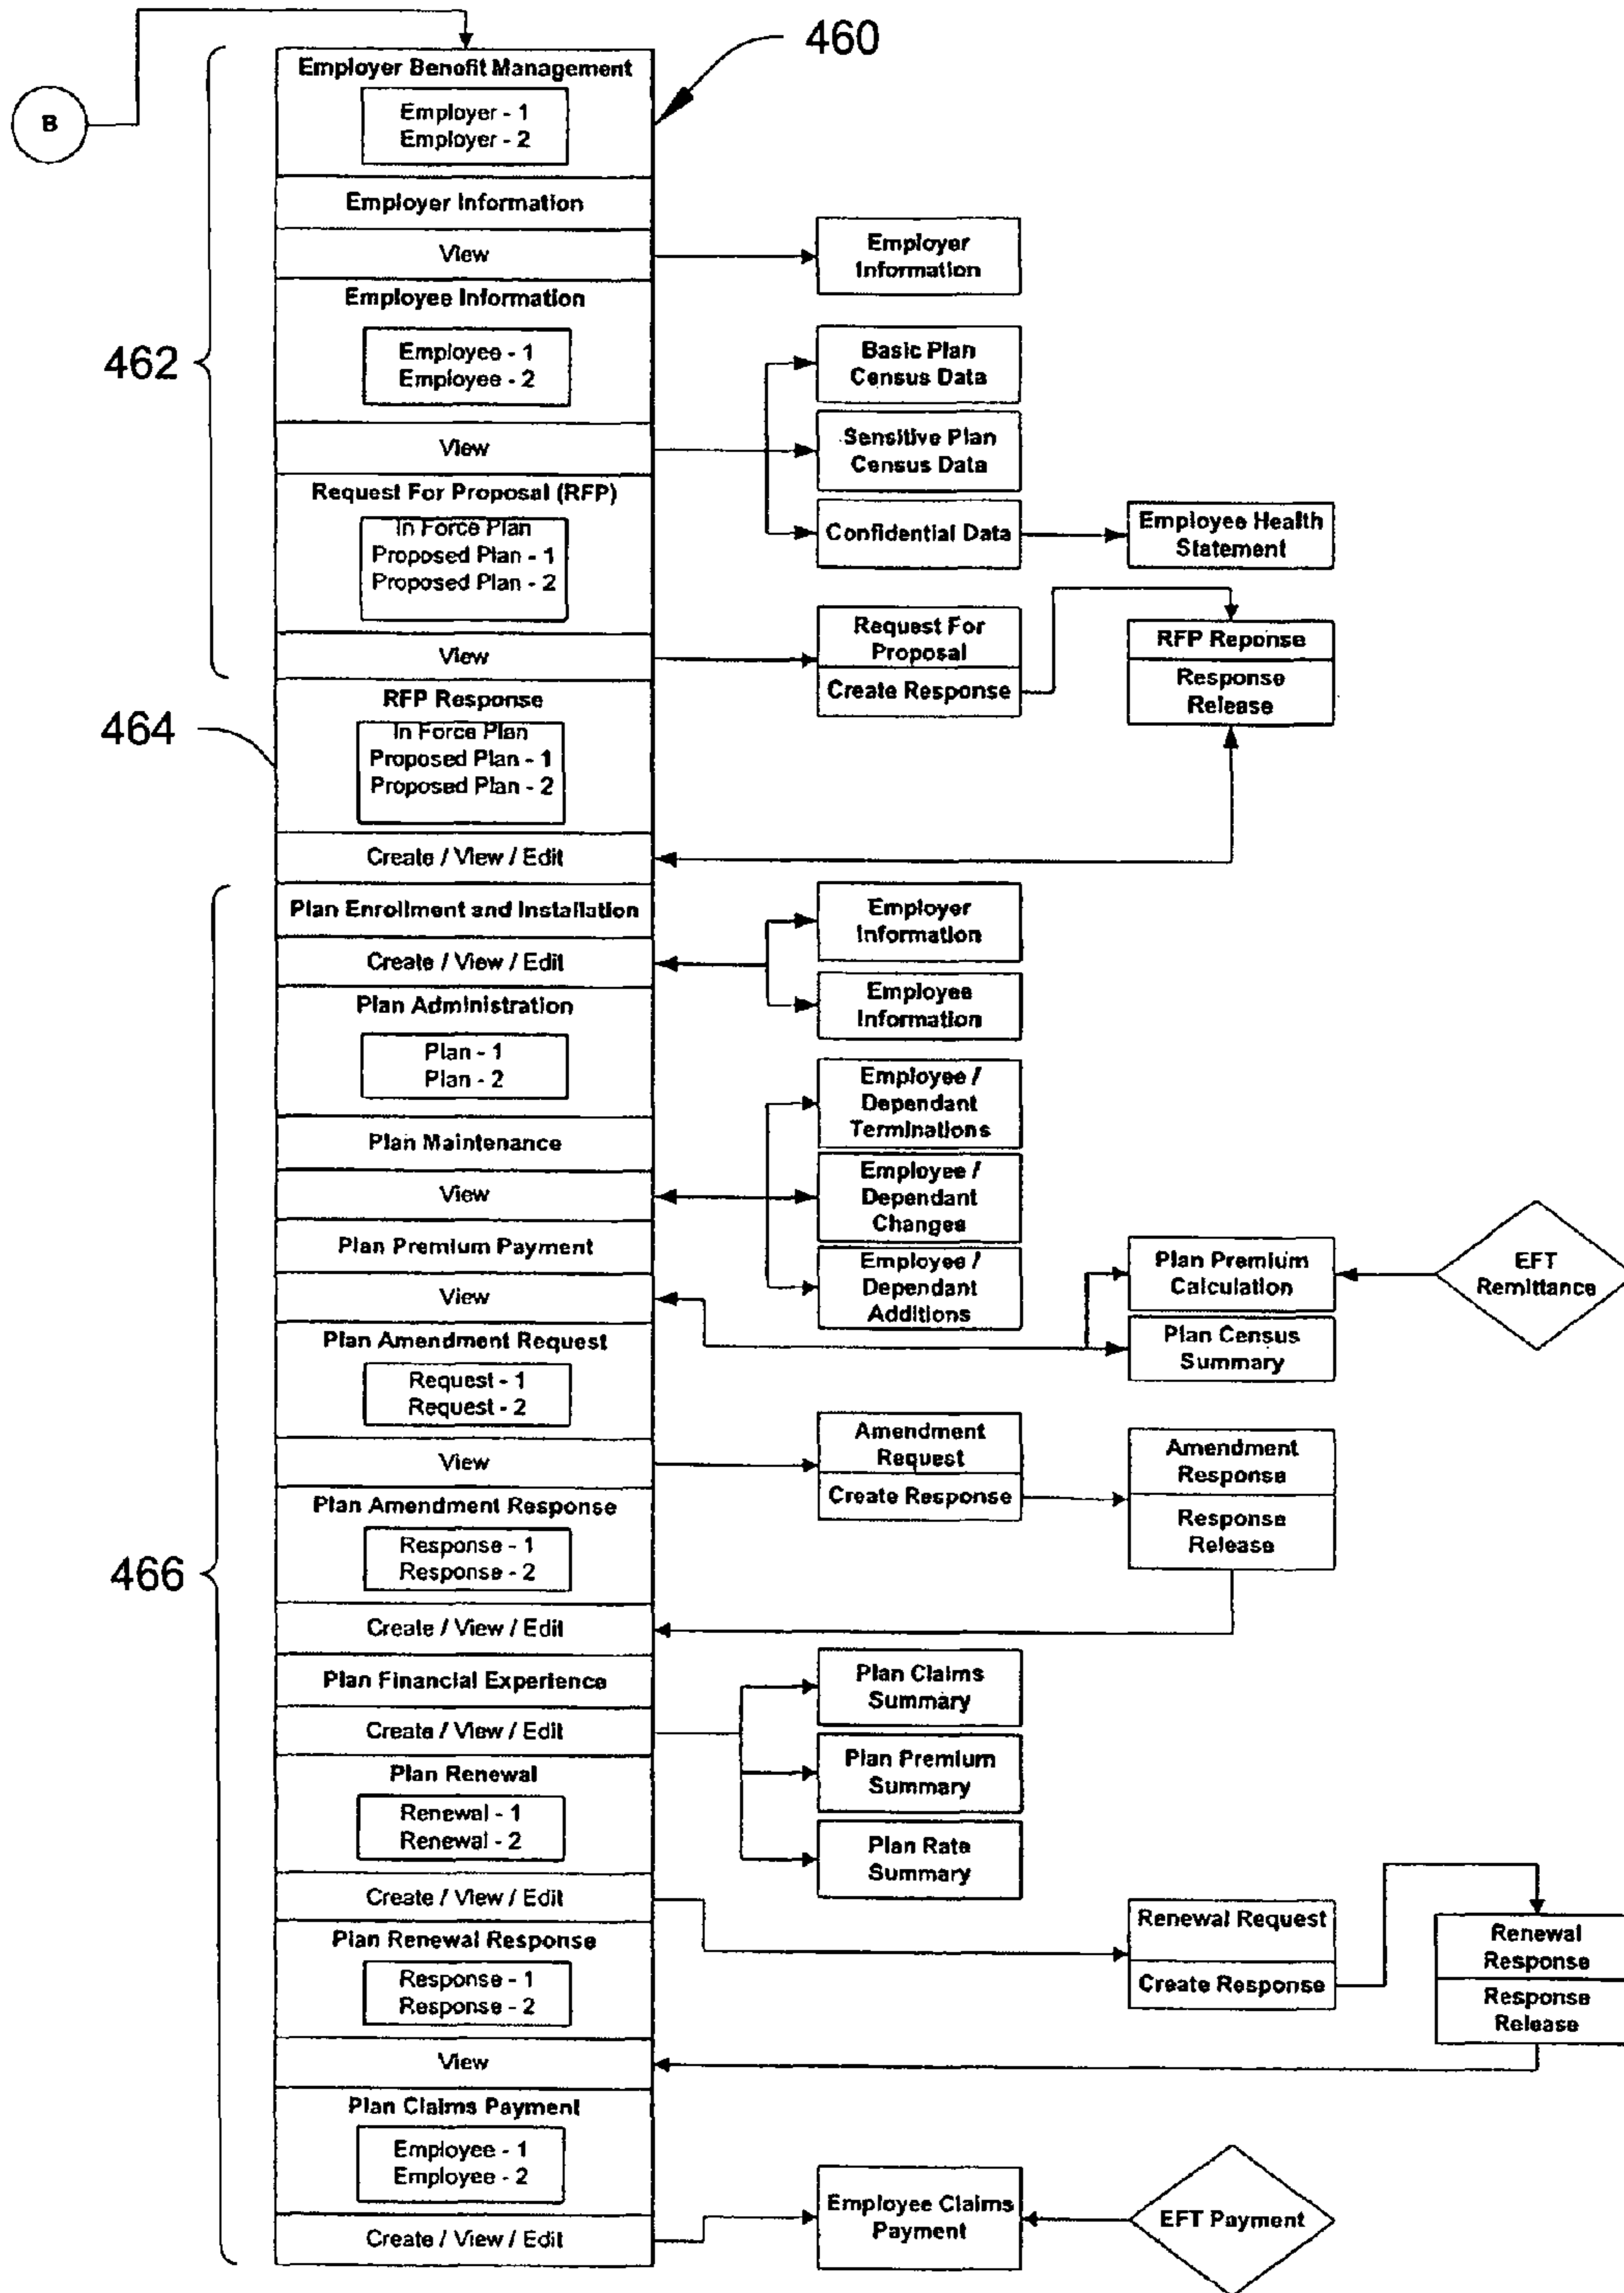 460
B
Employer Benofit Management
Employer - 1
Employer - 2
Employer Information
View
Employer
Information
462
Employee Information
Employee - 1
Employee - 2
View
Basic Plan
Census Data
Sensitive Plan
Census Data
Confidential Data
Employee Health
Statement
Request For Proposal (RFP)
In Force Plan
Proposed Plan - 1
Proposed Plan - 2
View
Request For
Proposal
Create Response
RFP Reponse
Response
Release
464
RFP Response
In Force Plan
Proposed Plan - 1
Proposed Plan - 2
Create / View / Edit
466
Plan Enrollment and Installation
Create / View / Edit
Employer
Information
Employee
Information
Plan Administration
Plan - 1
Plan - 2
Plan Maintenance
View
Employee /
Dependant
Terminations
Employee /
Dependant
Changes
Employee /
Dependant
Additions
Plan Premium Payment
View
Plan Premium
Calculation
EFT
Remittance
Plan Census
Summary
Plan Amendment Request
Request - 1
Request - 2
View
Amendment
Request
Create Response
Amendment
Response
Response
Release
Plan Amendment Response
Response - 1
Response - 2
Create / View / Edit
Plan Financial Experience
Create / View / Edit
Plan Claims
Summary
Plan Premium
Summary
Plan Rate
Summary
Plan Renewal
Renewal - 1
Renewal - 2
Create / View / Edit
Renewal Request
Create Response
Renewal
Response
Response
Release
Plan Renewal Response
Response - 1
Response - 2
View
Plan Claims Payment
Employee - 1
Employee - 2
Create / View / Edit
Employee Claims
Payment
EFT Payment